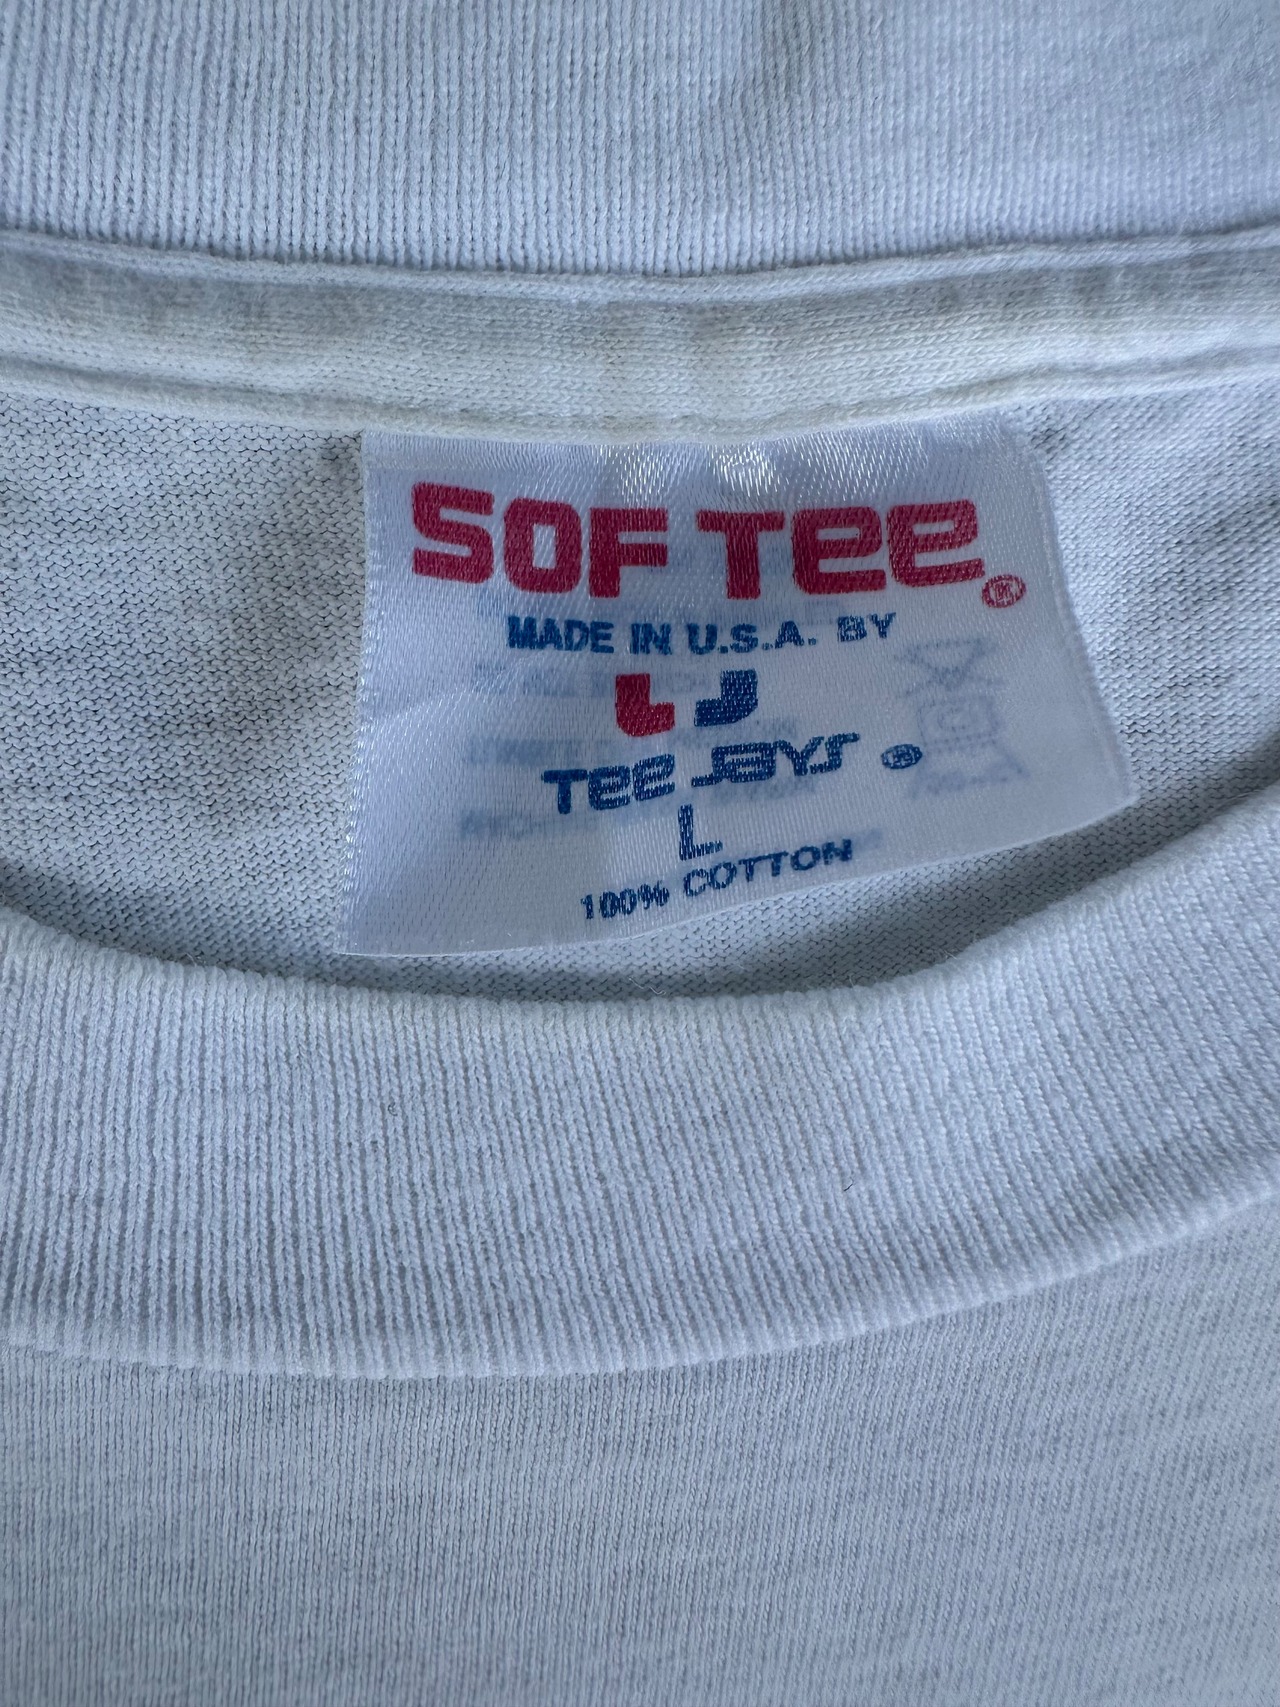 SOF TEE ®
MADE IN U.S.A. BY
TEE JAYS ®
L
100% COTTON